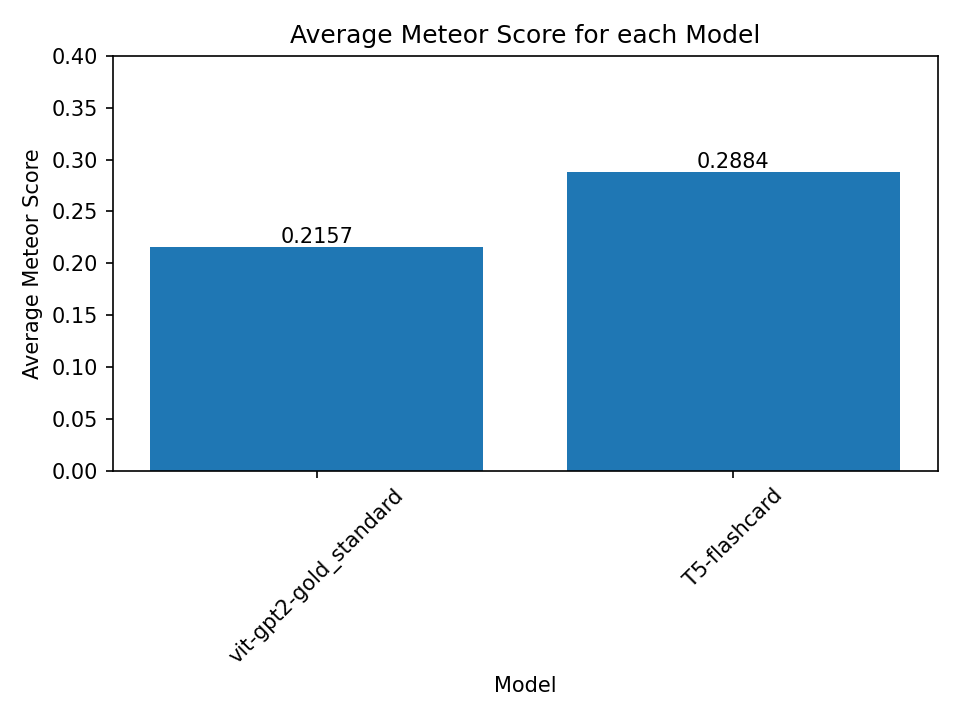 Average Meteor Score for each Model
Average Meteor Score
0.40
0.35
0.30
0.25
0.20
0.15
0.10
0.05
0.00
0.2157
0.2884
vit-gpt2-gold_standard
T5-flashcard
Model